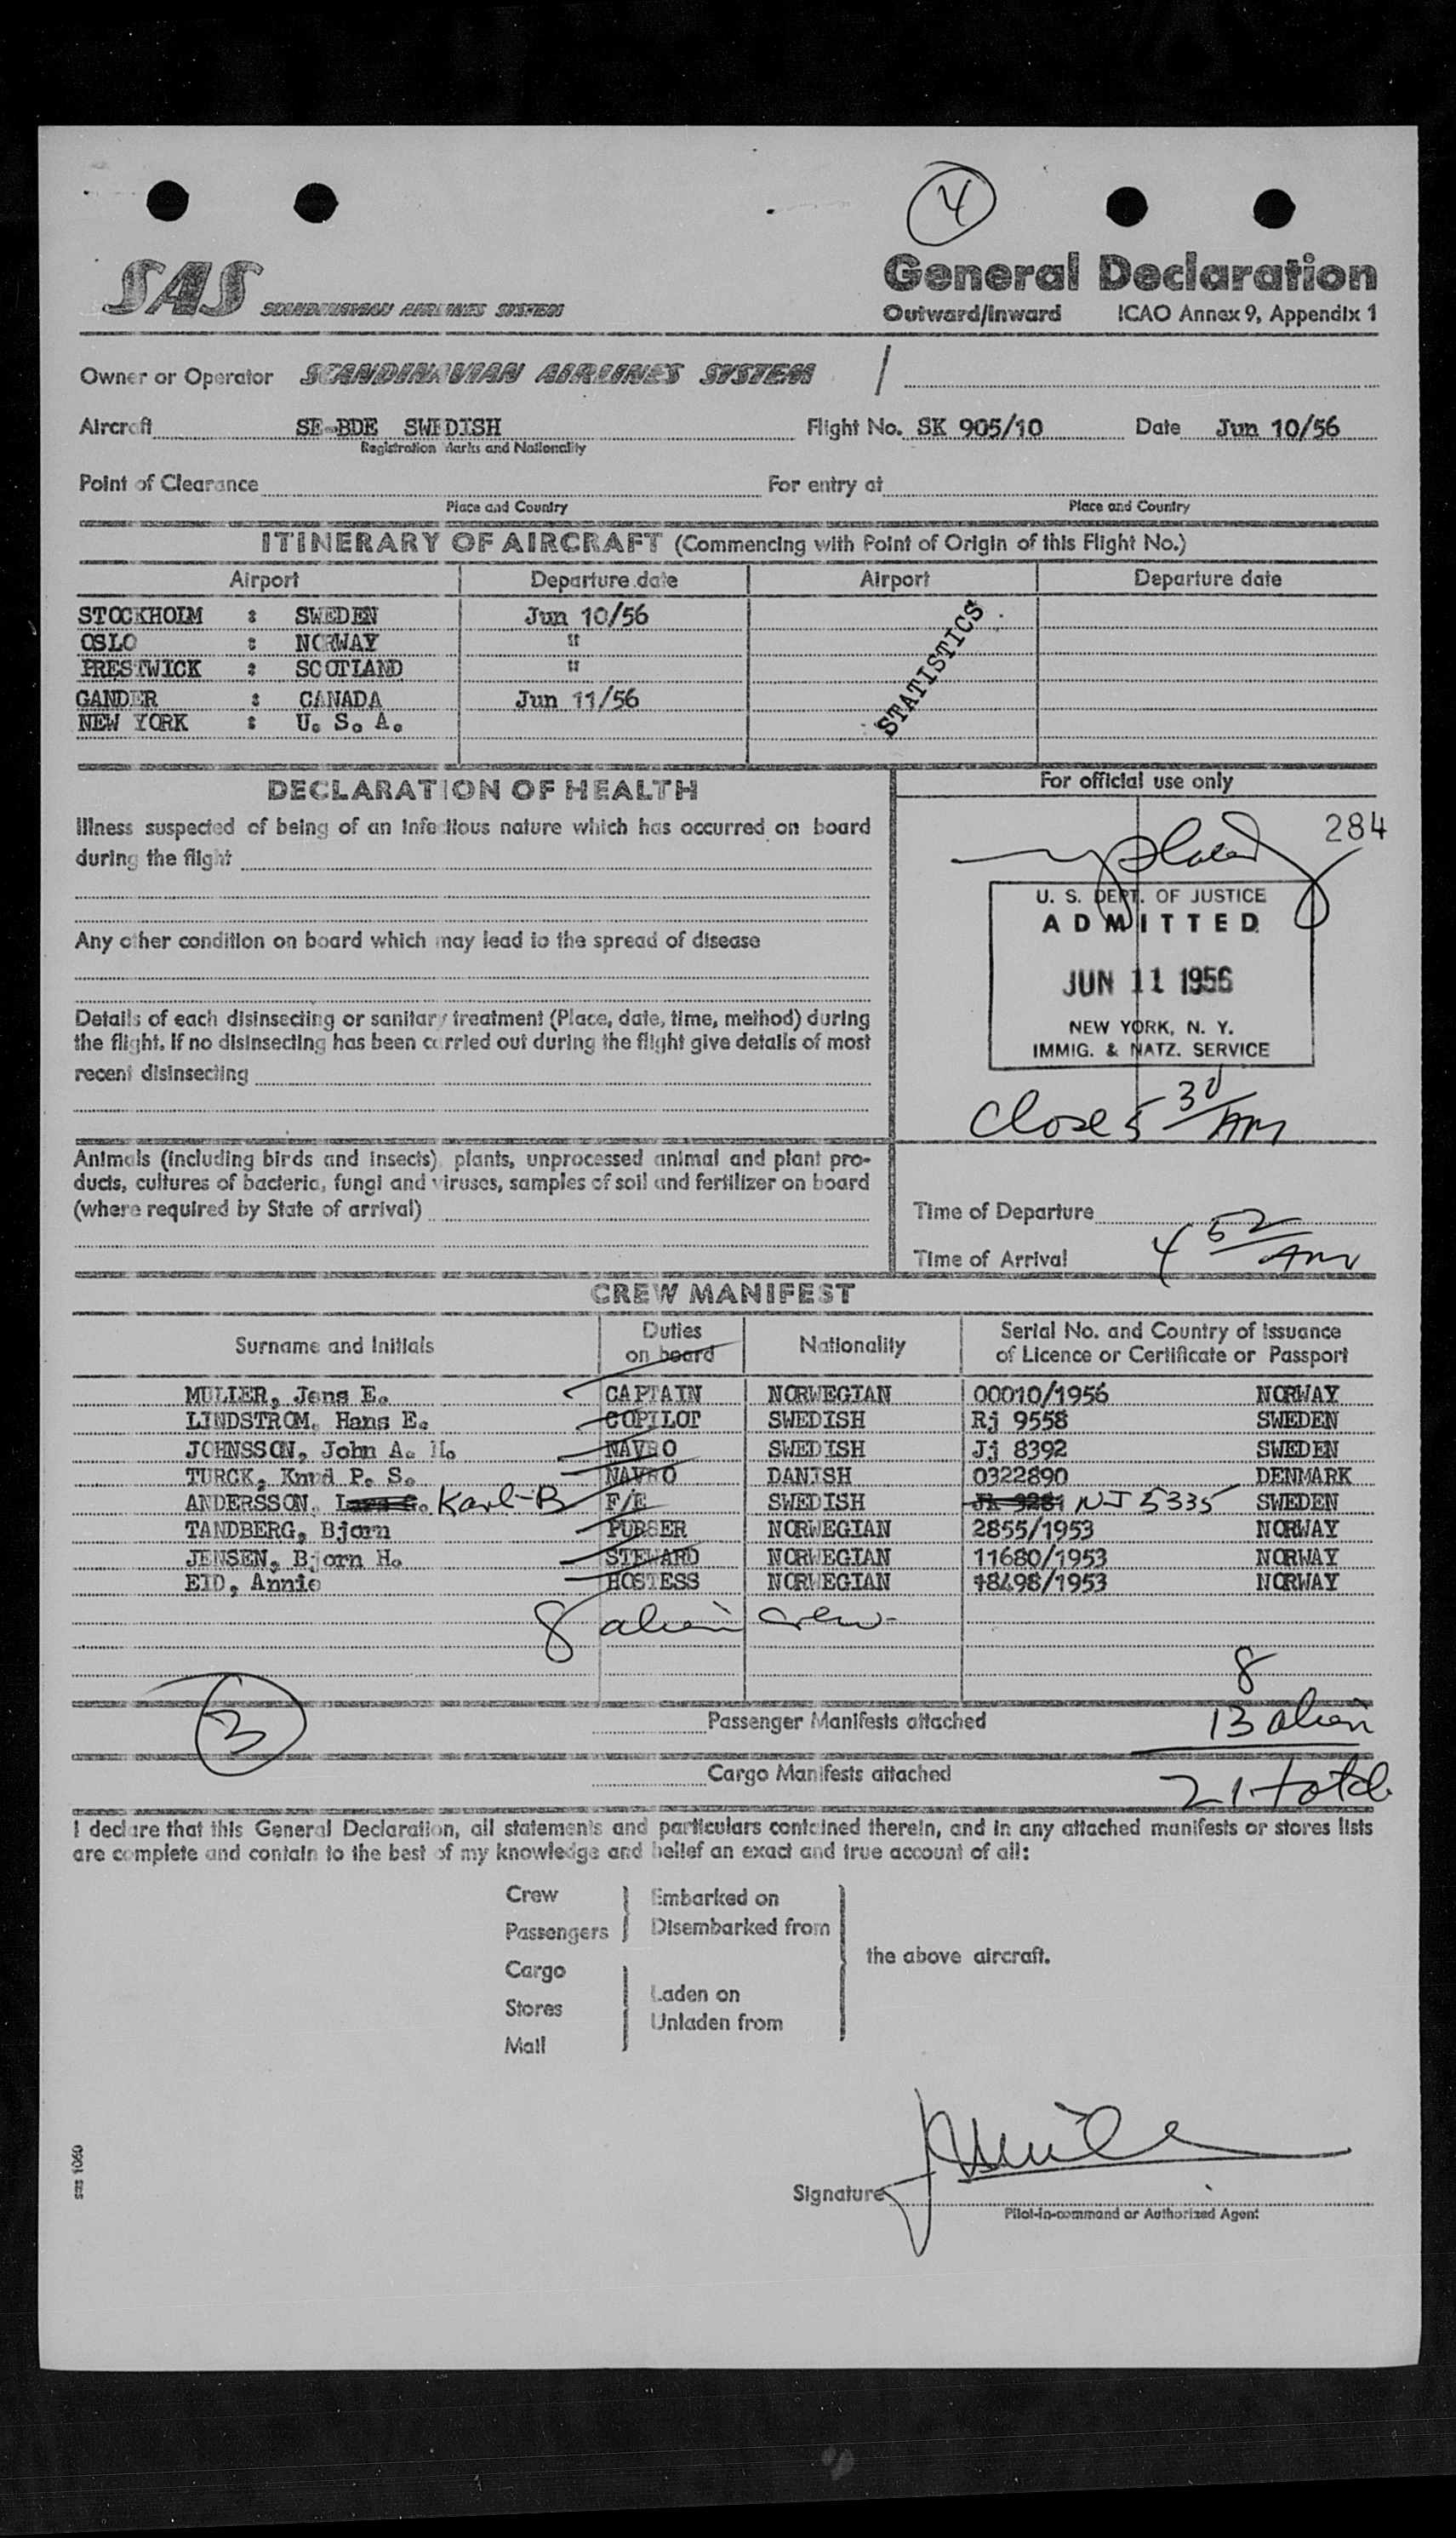 4
SAS SCANDINAVIAN AIRLINES SYSTEM
General Declaration
Outward/Inward ICAO Annex 9, Appendix 1
Owner or Operator SCANDINAVIAN AIRLINES SYSTEM /
Aircraft SE-BDE SWEDISH Flight No. SK 905/10 Date Jun 10/56
Registration Marks and Nationality
Point of Clearance For entry at
Place and Country Place and Country
ITINERARY OF AIRCRAFT (Commencing with Point of Origin of this Flight No.)
Airport Departure date Airport Departure date
STOCKHOLM : SWEDEN Jun 10/56
OSLO : NORWAY "
PRESTWICK : SCOTLAND "
GANDER : CANADA Jun 11/56
NEW YORK : U. S. A.
STATISTICS
DECLARATION OF HEALTH
Illness suspected of being of an infectious nature which has occurred on board
during the flight
Any other condition on board which may lead to the spread of disease
Details of each disinsecting or sanitary treatment (Place, date, time, method) during
the flight. If no disinsecting has been carried out during the flight give details of most
recent disinsecting
Animals (including birds and insects), plants, unprocessed animal and plant pro-
ducts, cultures of bacteria, fungi and viruses, samples of soil and fertilizer on board
(where required by State of arrival)
For official use only
284
U. S. DEPT. OF JUSTICE
ADMITTED
JUN 11 1956
NEW YORK, N. Y.
IMMIG. & NATZ. SERVICE
Close 5 30/AM
Time of Departure
Time of Arrival 4 52/AM
CREW MANIFEST
Surname and Initials Duties on board Nationality Serial No. and Country of issuance of Licence or Certificate or Passport
MULLER, Jens E. CAPTAIN NORWEGIAN 00010/1956 NORWAY
LINDSTROM, Hans E. COPILOT SWEDISH Rj 9558 SWEDEN
JOHNSSON, John A. H. NAVRO SWEDISH Jj 8392 SWEDEN
TURCK, Knud P. S. NAVRO DANISH 0322890 DENMARK
ANDERSSON, Karl-B F/E SWEDISH NJ 5335 SWEDEN
TANDBERG, Bjorn PURSER NORWEGIAN 2855/1953 NORWAY
JENSEN, Bjorn H. STEWARD NORWEGIAN 11680/1953 NORWAY
EID, Annie HOSTESS NORWEGIAN 18498/1953 NORWAY
8 alien crew
8
3
Passenger Manifests attached 13 alien
Cargo Manifests attached 21 total
I declare that this General Declaration, all statements and particulars contained therein, and in any attached manifests or stores lists
are complete and contain to the best of my knowledge and belief an exact and true account of all:
Crew
Passengers
Embarked on
Disembarked from
Cargo
Stores
Mail
Laden on
Unladen from
the above aircraft.
sas 1060
Signature
Pilot-in-command or Authorized Agent